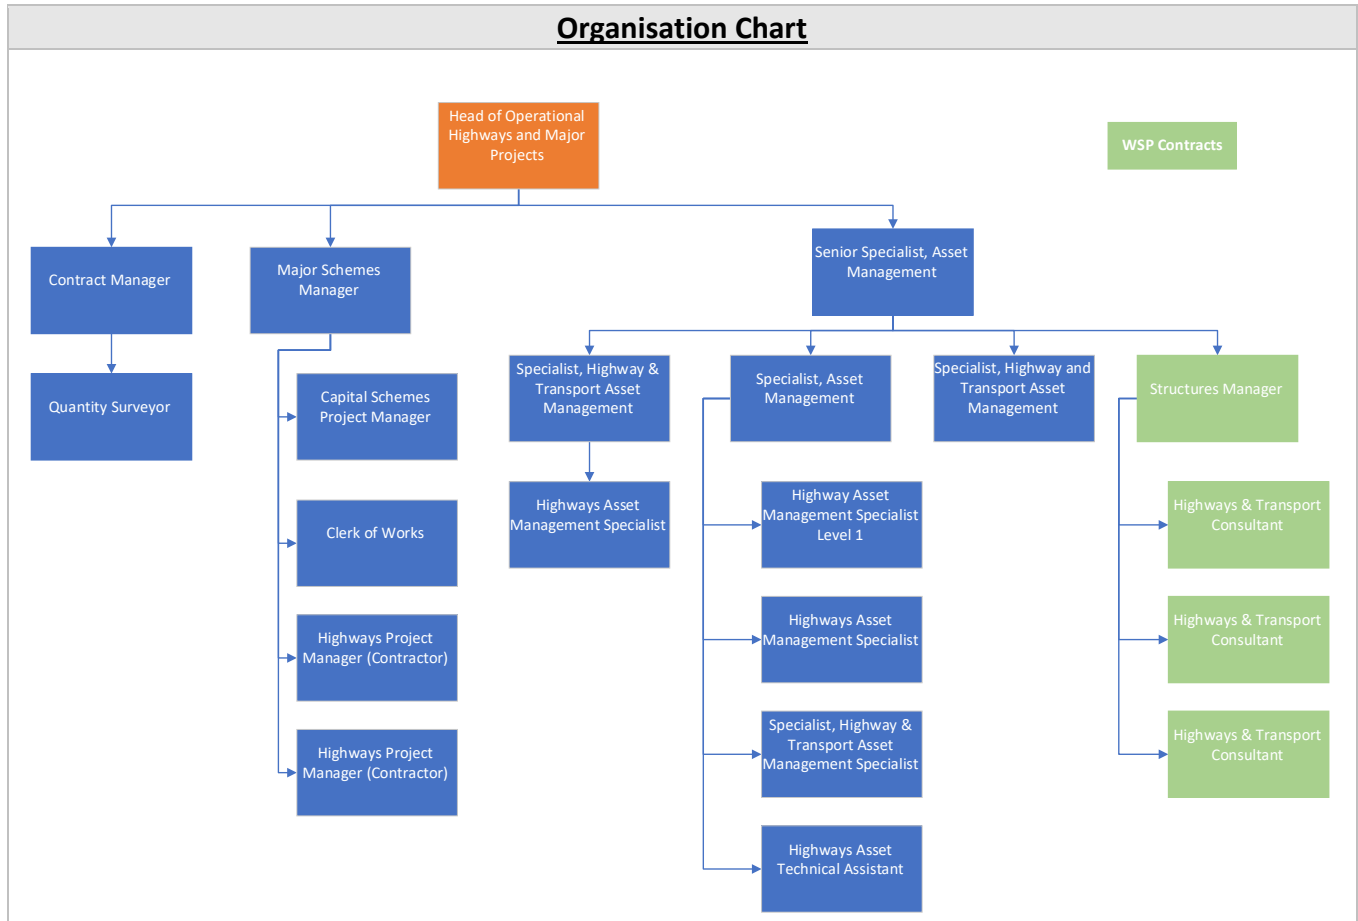 Organisation Chart
Head of Operational
Highways and Major
Projects
WSP Contracts
Contract Manager
Major Schemes
Manager
Senior Specialist, Asset
Management
Quantity Surveyor
Capital Schemes
Project Manager
Specialist, Highway &
Transport Asset
Management
Specialist, Asset
Management
Specialist, Highway and
Transport Asset
Management
Structures Manager
Clerk of Works
Highways Asset
Management Specialist
Highway Asset
Management Specialist
Level 1
Highways & Transport
Consultant
Highways Project
Manager (Contractor)
Highways Asset
Management Specialist
Highways & Transport
Consultant
Highways Project
Manager (Contractor)
Specialist, Highway &
Transport Asset
Management Specialist
Highways & Transport
Consultant
Highways Asset
Technical Assistant